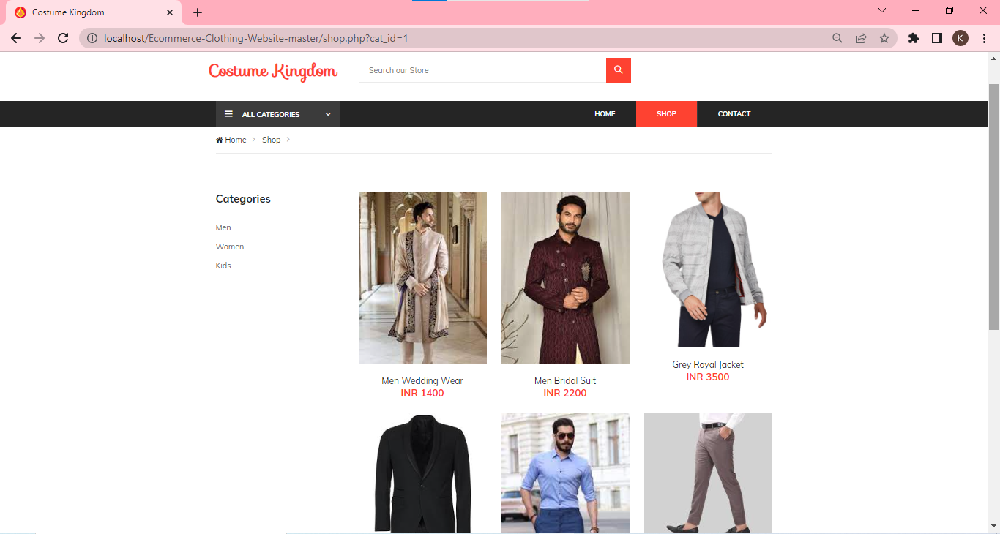 Costume Kingdom
localhost/Ecommerce-Clothing-Website-master/shop.php?cat_id=1
K
Costume Kingdom
Search our Store
ALL CATEGORIES
HOME
SHOP
CONTACT
Home
Shop
Categories
Men
Women
Kids
Men Wedding Wear
INR 1400
Men Bridal Suit
INR 2200
Grey Royal Jacket
INR 3500